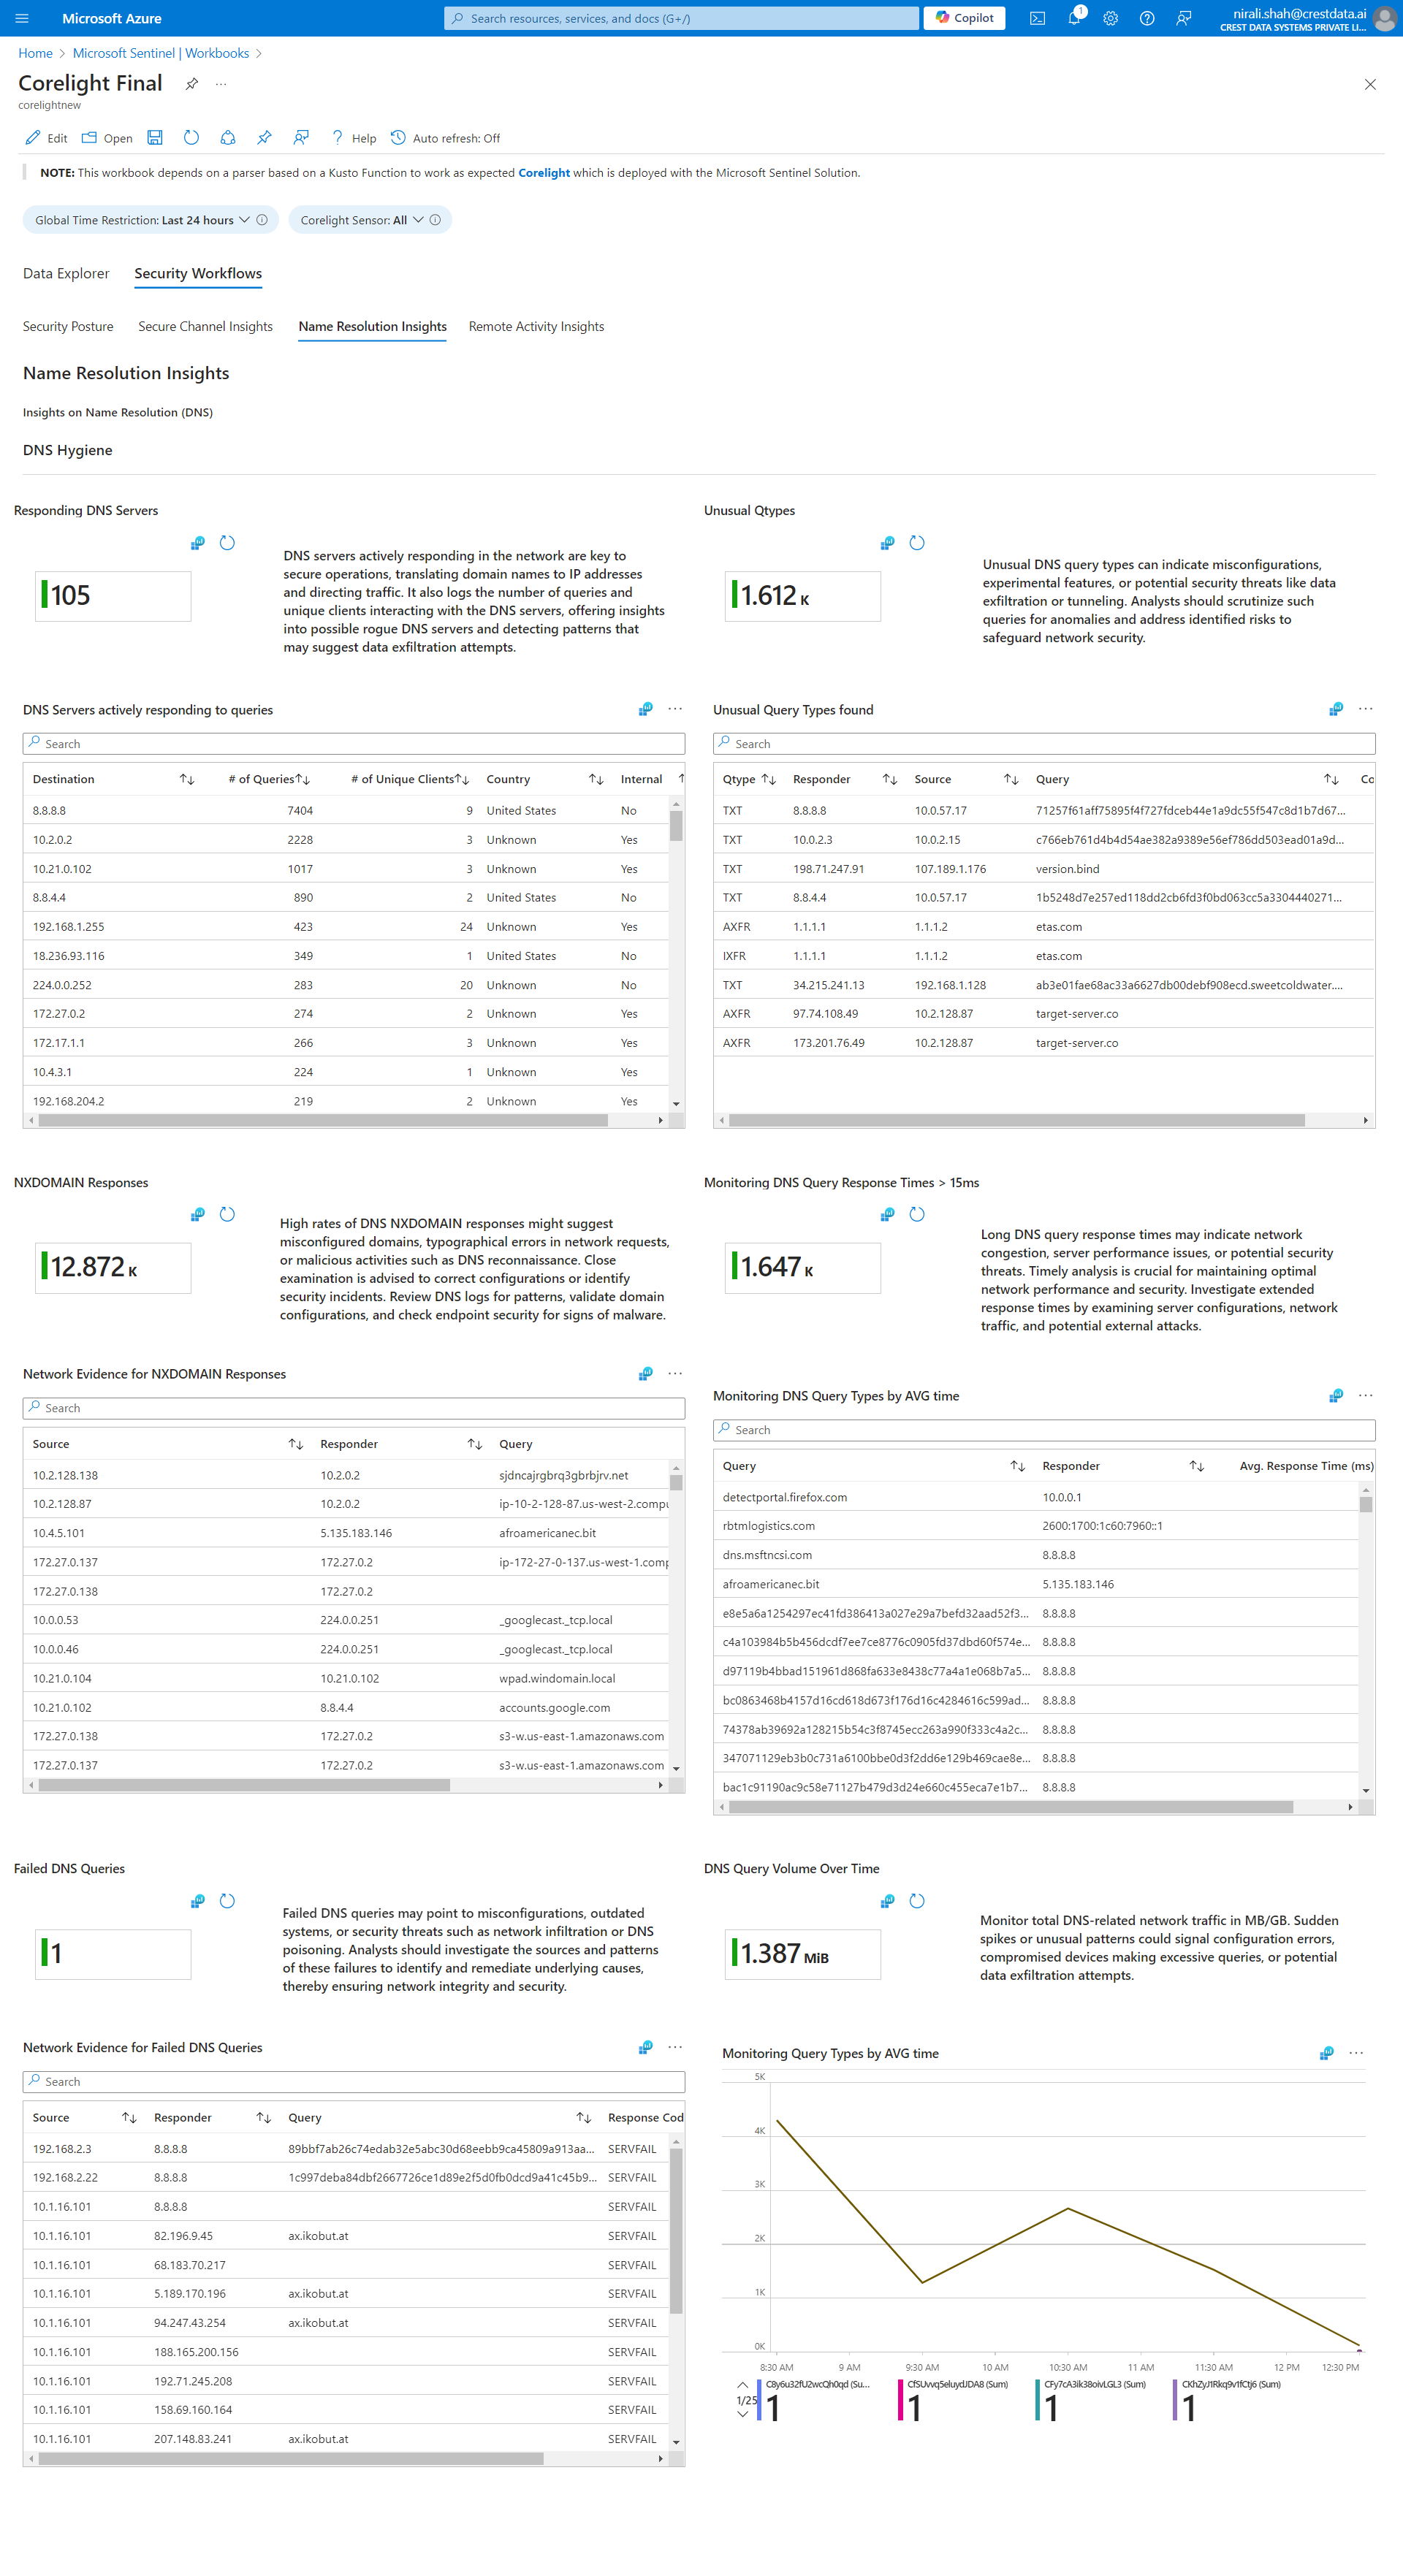 Microsoft Azure
Search resources, services, and docs (G+/)
Copilot
1
nirali.shah@crestdata.ai
CREST DATA SYSTEMS PRIVATE LI...
Home > Microsoft Sentinel | Workbooks >
Corelight Final
...
corelightnew
Edit Open Help Auto refresh: Off
NOTE: This workbook depends on a parser based on a Kusto Function to work as expected Corelight which is deployed with the Microsoft Sentinel Solution.
Global Time Restriction: Last 24 hours Corelight Sensor: All
Data Explorer Security Workflows
Security Posture Secure Channel Insights Name Resolution Insights Remote Activity Insights
Name Resolution Insights
Insights on Name Resolution (DNS)
DNS Hygiene
Responding DNS Servers
105
DNS servers actively responding in the network are key to
secure operations, translating domain names to IP addresses
and directing traffic. It also logs the number of queries and
unique clients interacting with the DNS servers, offering insights
into possible rogue DNS servers and detecting patterns that
may suggest data exfiltration attempts.
Unusual Qtypes
1.612 K
Unusual DNS query types can indicate misconfigurations,
experimental features, or potential security threats like data
exfiltration or tunneling. Analysts should scrutinize such
queries for anomalies and address identified risks to
safeguard network security.
DNS Servers actively responding to queries
Search
Destination # of Queries # of Unique Clients Country Internal
8.8.8.8 7404 9 United States No
10.2.0.2 2228 3 Unknown Yes
10.21.0.102 1017 3 Unknown Yes
8.8.4.4 890 2 United States No
192.168.1.255 423 24 Unknown Yes
18.236.93.116 349 1 United States No
224.0.0.252 283 20 Unknown No
172.27.0.2 274 2 Unknown Yes
172.17.1.1 266 3 Unknown Yes
10.4.3.1 224 1 Unknown Yes
192.168.204.2 219 2 Unknown Yes
Unusual Query Types found
Search
Qtype Responder Source Query Co
TXT 8.8.8.8 10.0.57.17 71257f61aff75895f4f727fdceb44e1a9dc55f547c8d1b7d67...
TXT 10.0.2.3 10.0.2.15 c766eb761d4b4d54ae382a9389e56ef786dd503ead01a9d...
TXT 198.71.247.91 107.189.1.176 version.bind
TXT 8.8.4.4 10.0.57.17 1b5248d7e257ed118dd2cb6fd3f0bd063cc5a3304440271...
AXFR 1.1.1.1 1.1.1.2 etas.com
IXFR 1.1.1.1 1.1.1.2 etas.com
TXT 34.215.241.13 192.168.1.128 ab3e01fae68ac33a6627db00debf908ecd.sweetcoldwater....
AXFR 97.74.108.49 10.2.128.87 target-server.co
AXFR 173.201.76.49 10.2.128.87 target-server.co
NXDOMAIN Responses
12.872 K
High rates of DNS NXDOMAIN responses might suggest
misconfigured domains, typographical errors in network requests,
or malicious activities such as DNS reconnaissance. Close
examination is advised to correct configurations or identify
security incidents. Review DNS logs for patterns, validate domain
configurations, and check endpoint security for signs of malware.
Monitoring DNS Query Response Times > 15ms
1.647 K
Long DNS query response times may indicate network
congestion, server performance issues, or potential security
threats. Timely analysis is crucial for maintaining optimal
network performance and security. Investigate extended
response times by examining server configurations, network
traffic, and potential external attacks.
Network Evidence for NXDOMAIN Responses
Search
Source Responder Query
10.2.128.138 10.2.0.2 sjdncajrgbrq3gbrbjrv.net
10.2.128.87 10.2.0.2 ip-10-2-128-87.us-west-2.compu
10.4.5.101 5.135.183.146 afroamericanec.bit
172.27.0.137 172.27.0.2 ip-172-27-0-137.us-west-1.comp
172.27.0.138 172.27.0.2
10.0.0.53 224.0.0.251 _googlecast._tcp.local
10.0.0.46 224.0.0.251 _googlecast._tcp.local
10.21.0.104 10.21.0.102 wpad.windomain.local
10.21.0.102 8.8.4.4 accounts.google.com
172.27.0.138 172.27.0.2 s3-w.us-east-1.amazonaws.com
172.27.0.137 172.27.0.2 s3-w.us-east-1.amazonaws.com
Monitoring DNS Query Types by AVG time
Search
Query Responder Avg. Response Time (ms)
detectportal.firefox.com 10.0.0.1
rbtmlogistics.com 2600:1700:1c60:7960::1
dns.msftncsi.com 8.8.8.8
afroamericanec.bit 5.135.183.146
e8e5a6a1254297ec41fd386413a027e29a7befd32aad52f3... 8.8.8.8
c4a103984b5b456dcdf7ee7ce8776c0905fd37dbd60f574e... 8.8.8.8
d97119b4bbad151961d868fa633e8438c77a4a1e068b7a5... 8.8.8.8
bc0863468b4157d16cd618d673f176d16c4284616c599ad... 8.8.8.8
74378ab39692a128215b54c3f8745ecc263a990f333c4a2c... 8.8.8.8
347071129eb3b0c731a6100bbe0d3f2dd6e129b469cae8e... 8.8.8.8
bac1c91190ac9c58e71127b479d3d24e660c455eca7e1b7... 8.8.8.8
Failed DNS Queries
1
Failed DNS queries may point to misconfigurations, outdated
systems, or security threats such as network infiltration or DNS
poisoning. Analysts should investigate the sources and patterns
of these failures to identify and remediate underlying causes,
thereby ensuring network integrity and security.
DNS Query Volume Over Time
1.387 MiB
Monitor total DNS-related network traffic in MB/GB. Sudden
spikes or unusual patterns could signal configuration errors,
compromised devices making excessive queries, or potential
data exfiltration attempts.
Network Evidence for Failed DNS Queries
Search
Source Responder Query Response Cod
192.168.2.3 8.8.8.8 89bbf7ab26c74edab32e5abc30d68eebb9ca45809a913aa... SERVFAIL
192.168.2.22 8.8.8.8 1c997deba84dbf2667726ce1d89e2f5d0fb0dcd9a41c45b9... SERVFAIL
10.1.16.101 8.8.8.8 SERVFAIL
10.1.16.101 82.196.9.45 ax.ikobut.at SERVFAIL
10.1.16.101 68.183.70.217 SERVFAIL
10.1.16.101 5.189.170.196 ax.ikobut.at SERVFAIL
10.1.16.101 94.247.43.254 ax.ikobut.at SERVFAIL
10.1.16.101 188.165.200.156 SERVFAIL
10.1.16.101 192.71.245.208 SERVFAIL
10.1.16.101 158.69.160.164 SERVFAIL
10.1.16.101 207.148.83.241 ax.ikobut.at SERVFAIL
Monitoring Query Types by AVG time
5K
4K
3K
2K
1K
0K
8:30 AM 9 AM 9:30 AM 10 AM 10:30 AM 11 AM 11:30 AM 12 PM 12:30 PM
1/25
C8y6u32fU2wcQh0qd (Su...
1
CfSUvvq5eluydJDA8 (Sum)
1
CFy7cA3ik38oivLGL3 (Sum)
1
CKhZyJ1Rkq9v1fCtj6 (Sum)
1